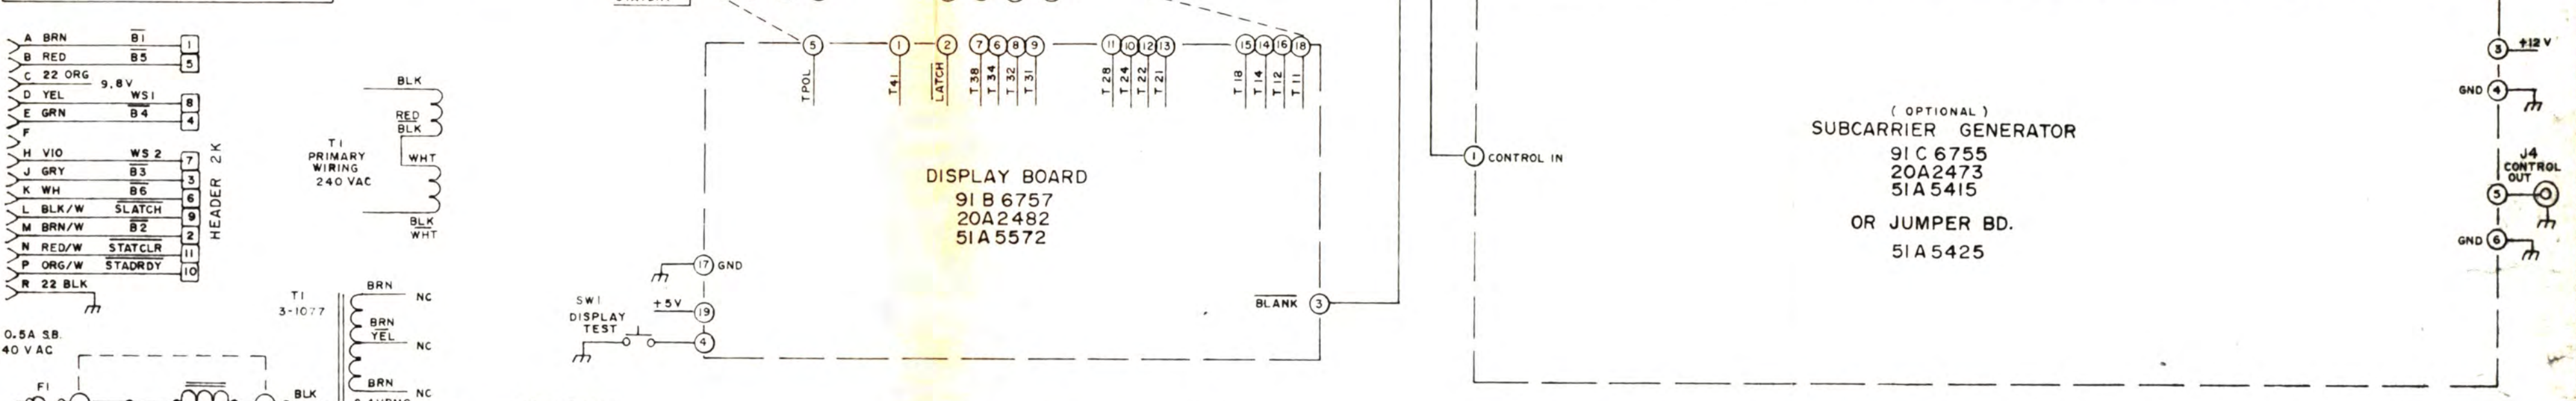 A BRN B1 1
B RED B5 5
C 22 ORG
9.8V
D YEL WS1 8
E GRN B4 4
F
H VIO WS 2 7
J GRY B3 3
K WH B6 6
L BLK/W SLATCH 9
M BRN/W B2 2
N RED/W STATCLR 11
P ORG/W STADRDY 10
R 22 BLK
HEADER 2K
0.5A S.B.
40 VAC
F1
BLK
T1
PRIMARY
WIRING
240 VAC
BLK
RED
BLK
WHT
BLK
WHT
T1
3-1077
BRN NC
BRN
YEL NC
BRN NC
5 1 2 7 6 8 9 11 10 12 13 15 14 16 18
TPOL T41 LATCH T38 T34 T32 T31 T28 T24 T22 T21 T18 T14 T12 T11
DISPLAY BOARD
91 B 6757
20A2482
51A5572
17 GND
+5V 19
SW1
DISPLAY
TEST
4
BLANK 3
1 CONTROL IN
( OPTIONAL )
SUBCARRIER GENERATOR
91 C 6755
20A2473
51A5415
OR JUMPER BD.
51A5425
3 +12V
GND 4
J4
CONTROL
OUT
5
GND 6